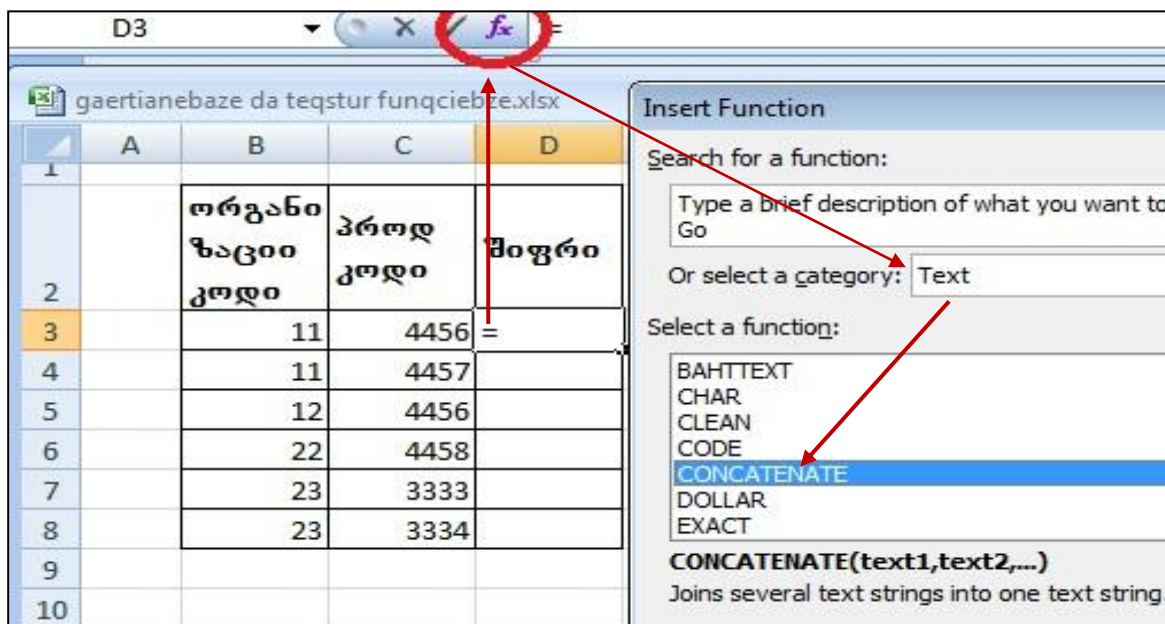 D3 fx =
gaertianebaze da teqstur funqciebze.xlsx
A B C D
1
2 ორგანიზაციი კოდი პროდ კოდი შიფრი
3 11 4456 =
4 11 4457
5 12 4456
6 22 4458
7 23 3333
8 23 3334
9
10
Insert Function
Search for a function:
Type a brief description of what you want to
Go
Or select a category: Text
Select a function:
BAHTTEXT
CHAR
CLEAN
CODE
CONCATENATE
DOLLAR
EXACT
CONCATENATE(text1,text2,...)
Joins several text strings into one text string.